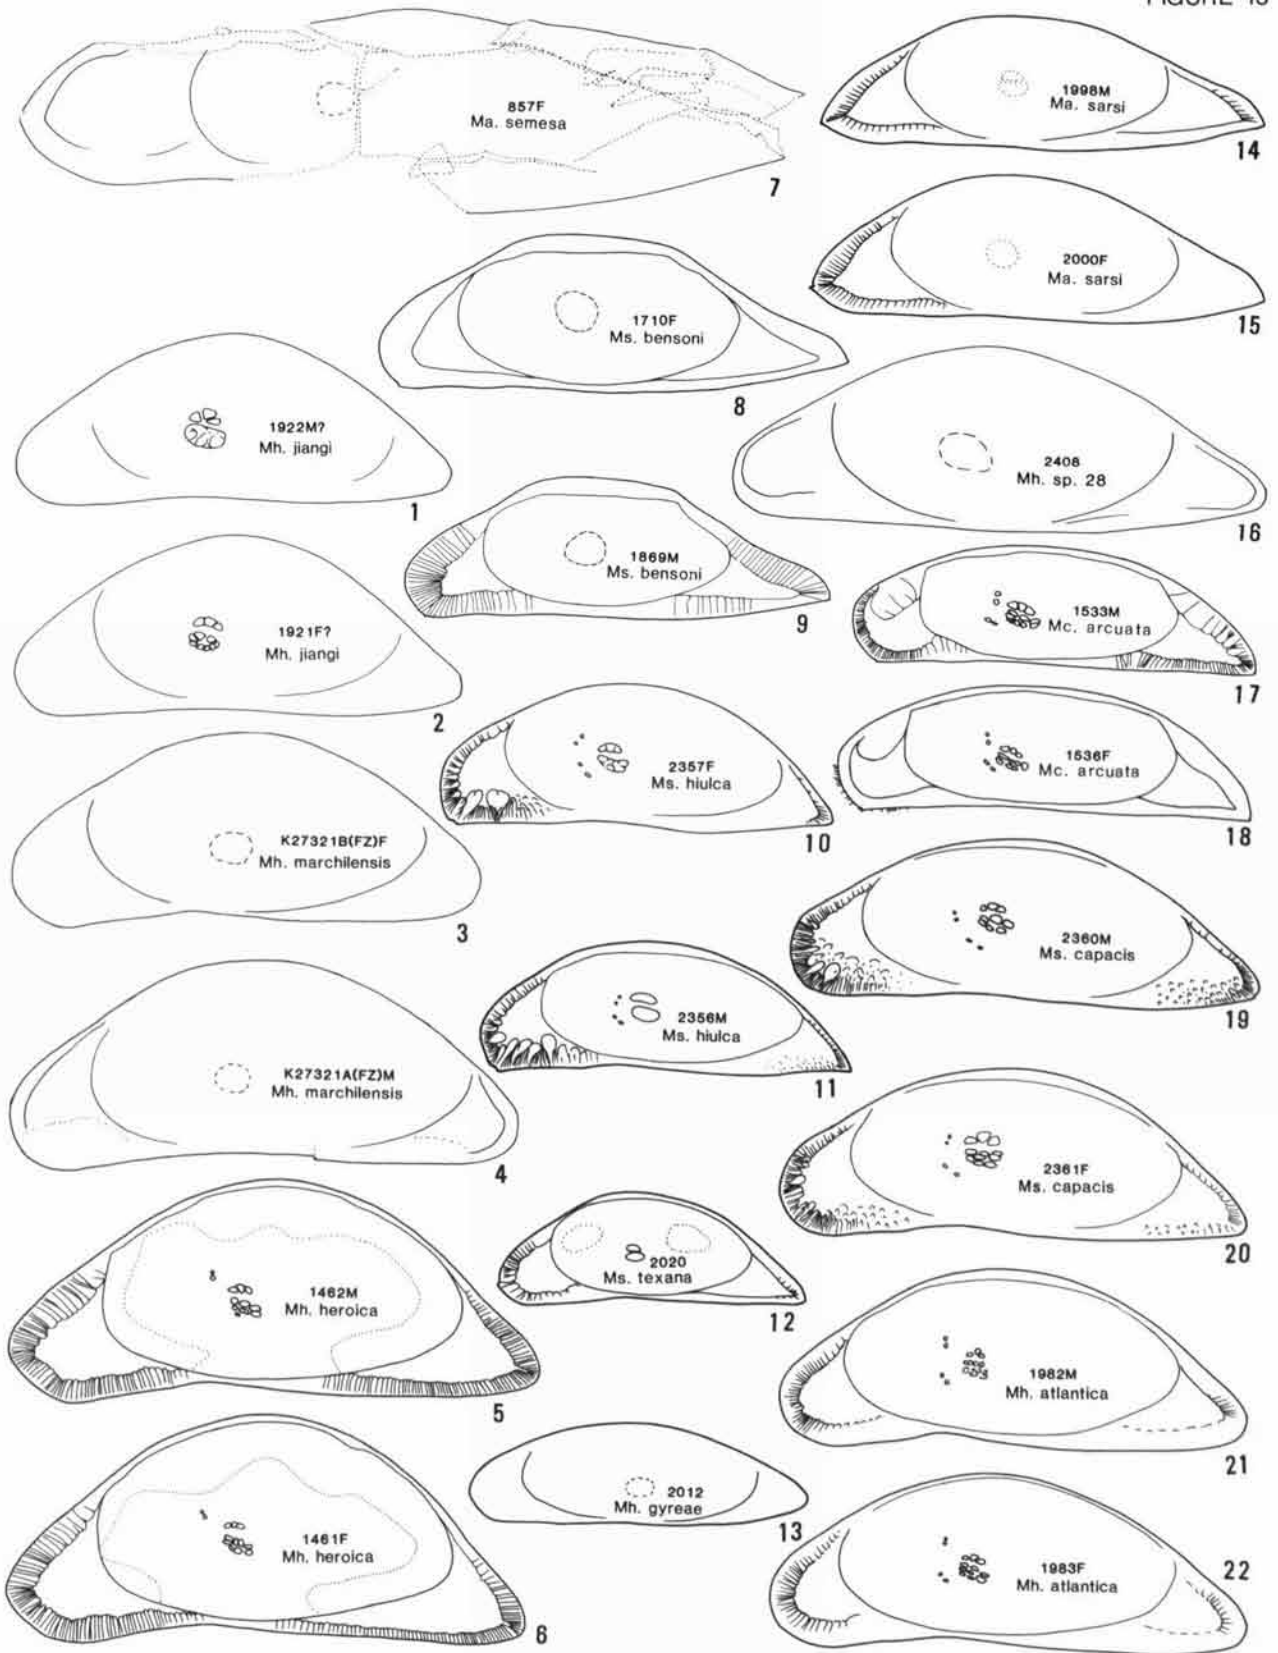 857F
Ma. semesa
7
1998M
Ma. sarsi
14
2000F
Ma. sarsi
15
1710F
Ms. bensoni
8
1922M?
Mh. jiangi
1
2408
Mh. sp. 28
16
1869M
Ms. bensoni
9
1921F?
Mh. jiangi
2
1533M
Mc. arcuata
17
2357F
Ms. hiulca
10
1536F
Mc. arcuata
18
K27321B(FZ)F
Mh. marchilensis
3
2360M
Ms. capacis
19
2356M
Ms. hiulca
11
K27321A(FZ)M
Mh. marchilensis
4
2361F
Ms. capacis
20
2020
Ms. texana
12
1462M
Mh. heroica
5
1982M
Mh. atlantica
21
2012
Mh. gyreae
13
1461F
Mh. heroica
6
1983F
Mh. atlantica
22